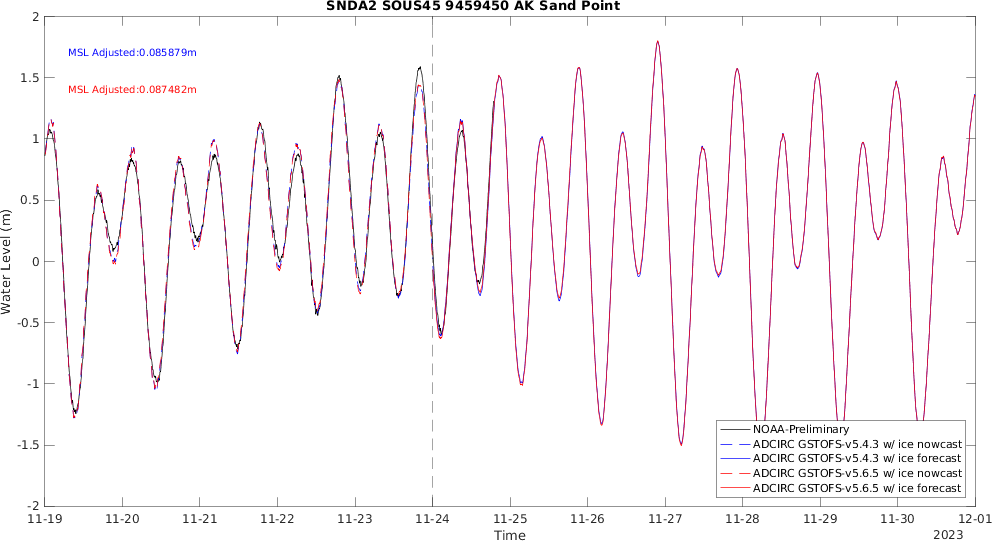 SNDA2 SOUS45 9459450 AK Sand Point
2
1.5
1
0.5
0
-0.5
-1
-1.5
-2
Water Level (m)
MSL Adjusted:0.085879m
MSL Adjusted:0.087482m
NOAA-Preliminary
ADCIRC GSTOFS-v5.4.3 w/ ice nowcast
ADCIRC GSTOFS-v5.4.3 w/ ice forecast
ADCIRC GSTOFS-v5.6.5 w/ ice nowcast
ADCIRC GSTOFS-v5.6.5 w/ ice forecast
11-19 11-20 11-21 11-22 11-23 11-24 11-25 11-26 11-27 11-28 11-29 11-30 12-01
Time
2023